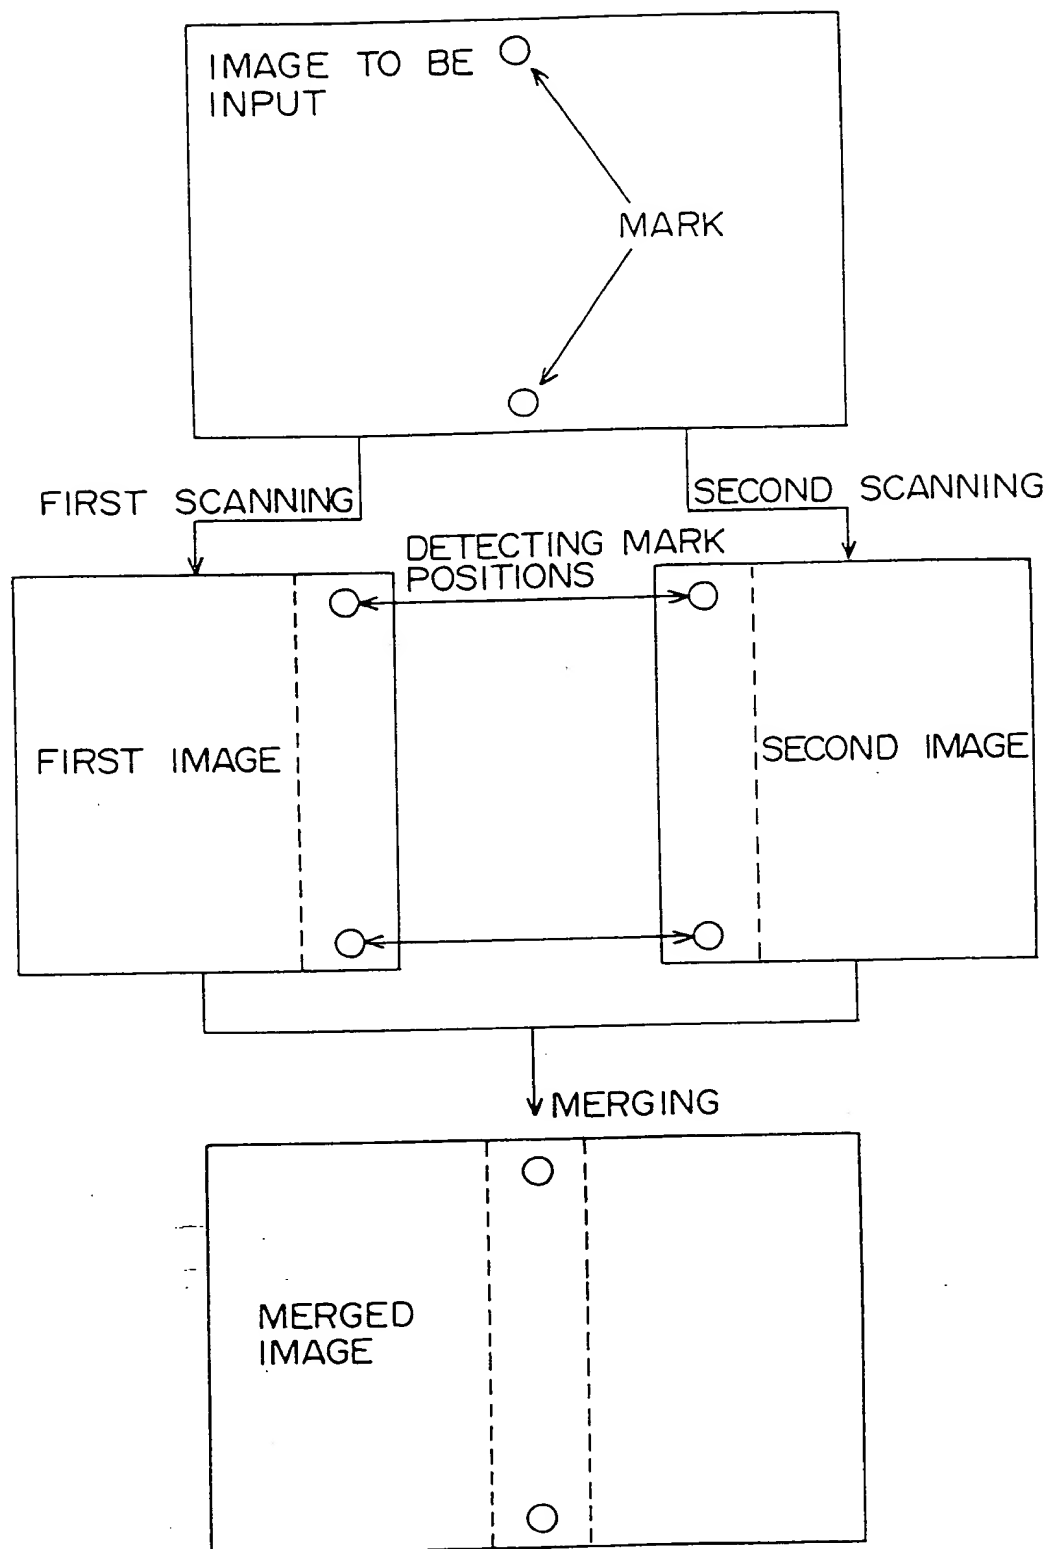 IMAGE TO BE
INPUT
MARK
FIRST SCANNING
SECOND SCANNING
DETECTING MARK
POSITIONS
FIRST IMAGE
SECOND IMAGE
MERGING
MERGED
IMAGE